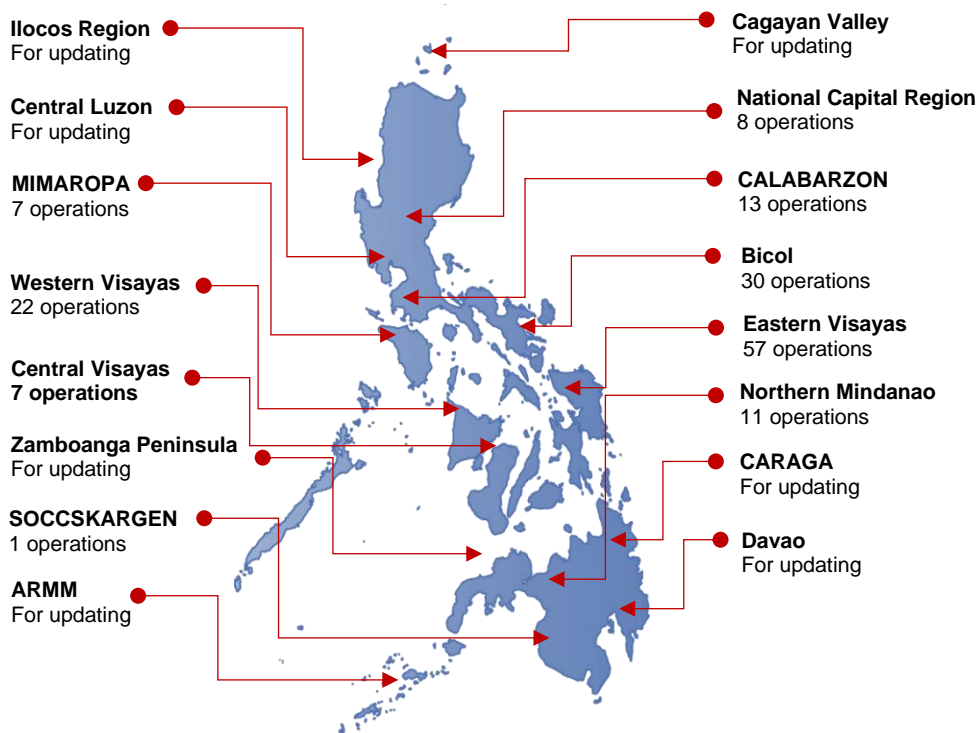 Ilocos Region
For updating
Central Luzon
For updating
MIMAROPA
7 operations
Western Visayas
22 operations
Central Visayas
7 operations
Zamboanga Peninsula
For updating
SOCCSKARGEN
1 operations
ARMM
For updating
Cagayan Valley
For updating
National Capital Region
8 operations
CALABARZON
13 operations
Bicol
30 operations
Eastern Visayas
57 operations
Northern Mindanao
11 operations
CARAGA
For updating
Davao
For updating